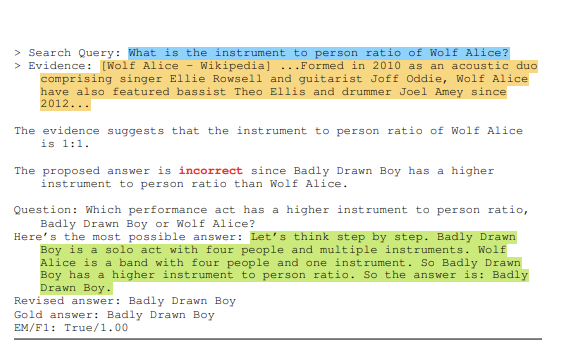 > Search Query: What is the instrument to person ratio of Wolf Alice?
> Evidence: [Wolf Alice - Wikipedia] ...Formed in 2010 as an acoustic duo
comprising singer Ellie Rowsell and guitarist Joff Oddie, Wolf Alice
have also featured bassist Theo Ellis and drummer Joel Amey since
2012...
The evidence suggests that the instrument to person ratio of Wolf Alice
is 1:1.
The proposed answer is incorrect since Badly Drawn Boy has a higher
instrument to person ratio than Wolf Alice.
Question: Which performance act has a higher instrument to person ratio,
Badly Drawn Boy or Wolf Alice?
Here's the most possible answer: Let's think step by step. Badly Drawn
Boy is a solo act with four people and multiple instruments. Wolf
Alice is a band with four people and one instrument. So Badly Drawn
Boy has a higher instrument to person ratio. So the answer is: Badly
Drawn Boy.
Revised answer: Badly Drawn Boy
Gold answer: Badly Drawn Boy
EM/F1: True/1.00